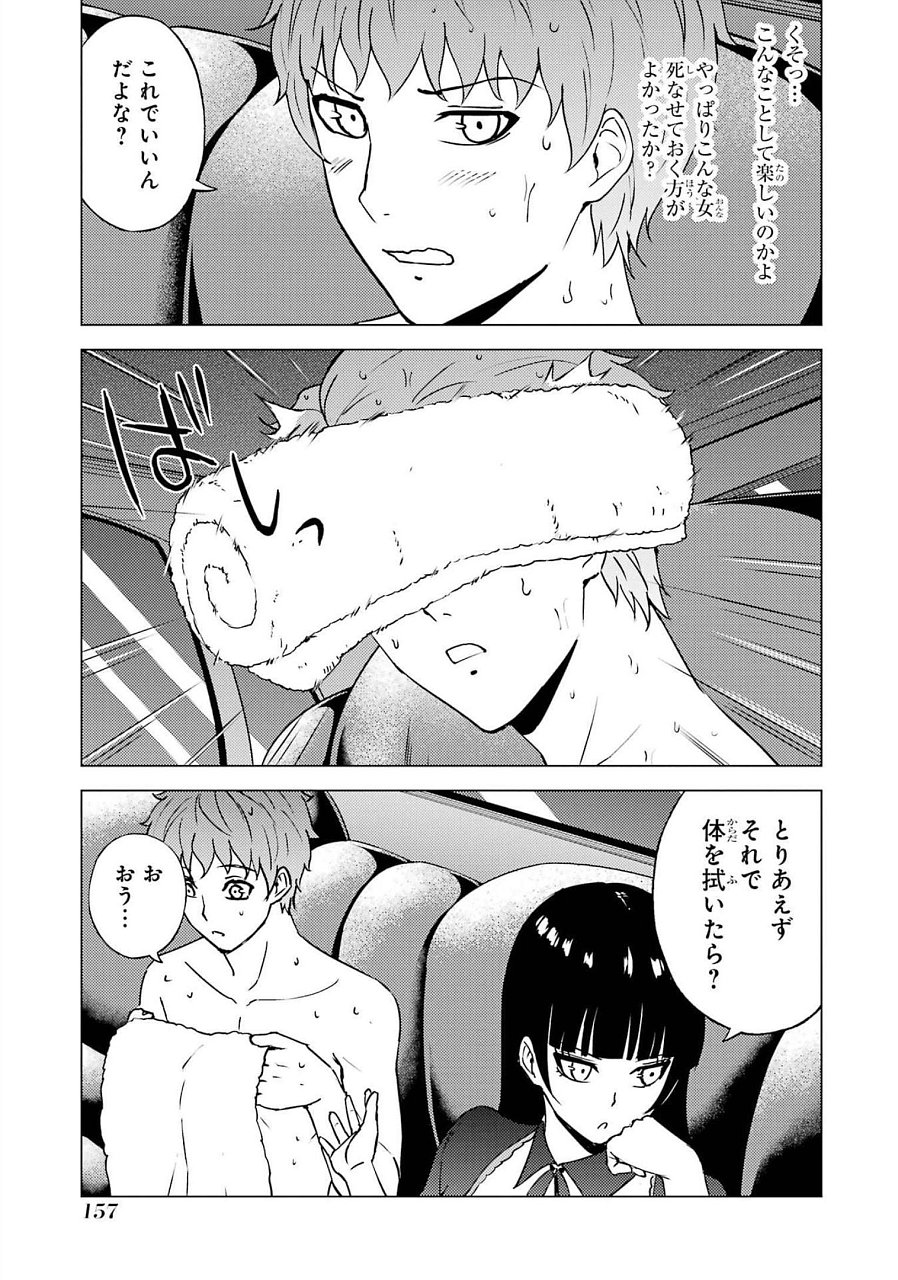 くそっ…
こんなことして楽しいのかよ
やっぱりこんな女
死なせておく方が
よかったか?
これでいいん
だよな?
ばしっ
とりあえず
それで
体を拭いたら?
お
おう…
157